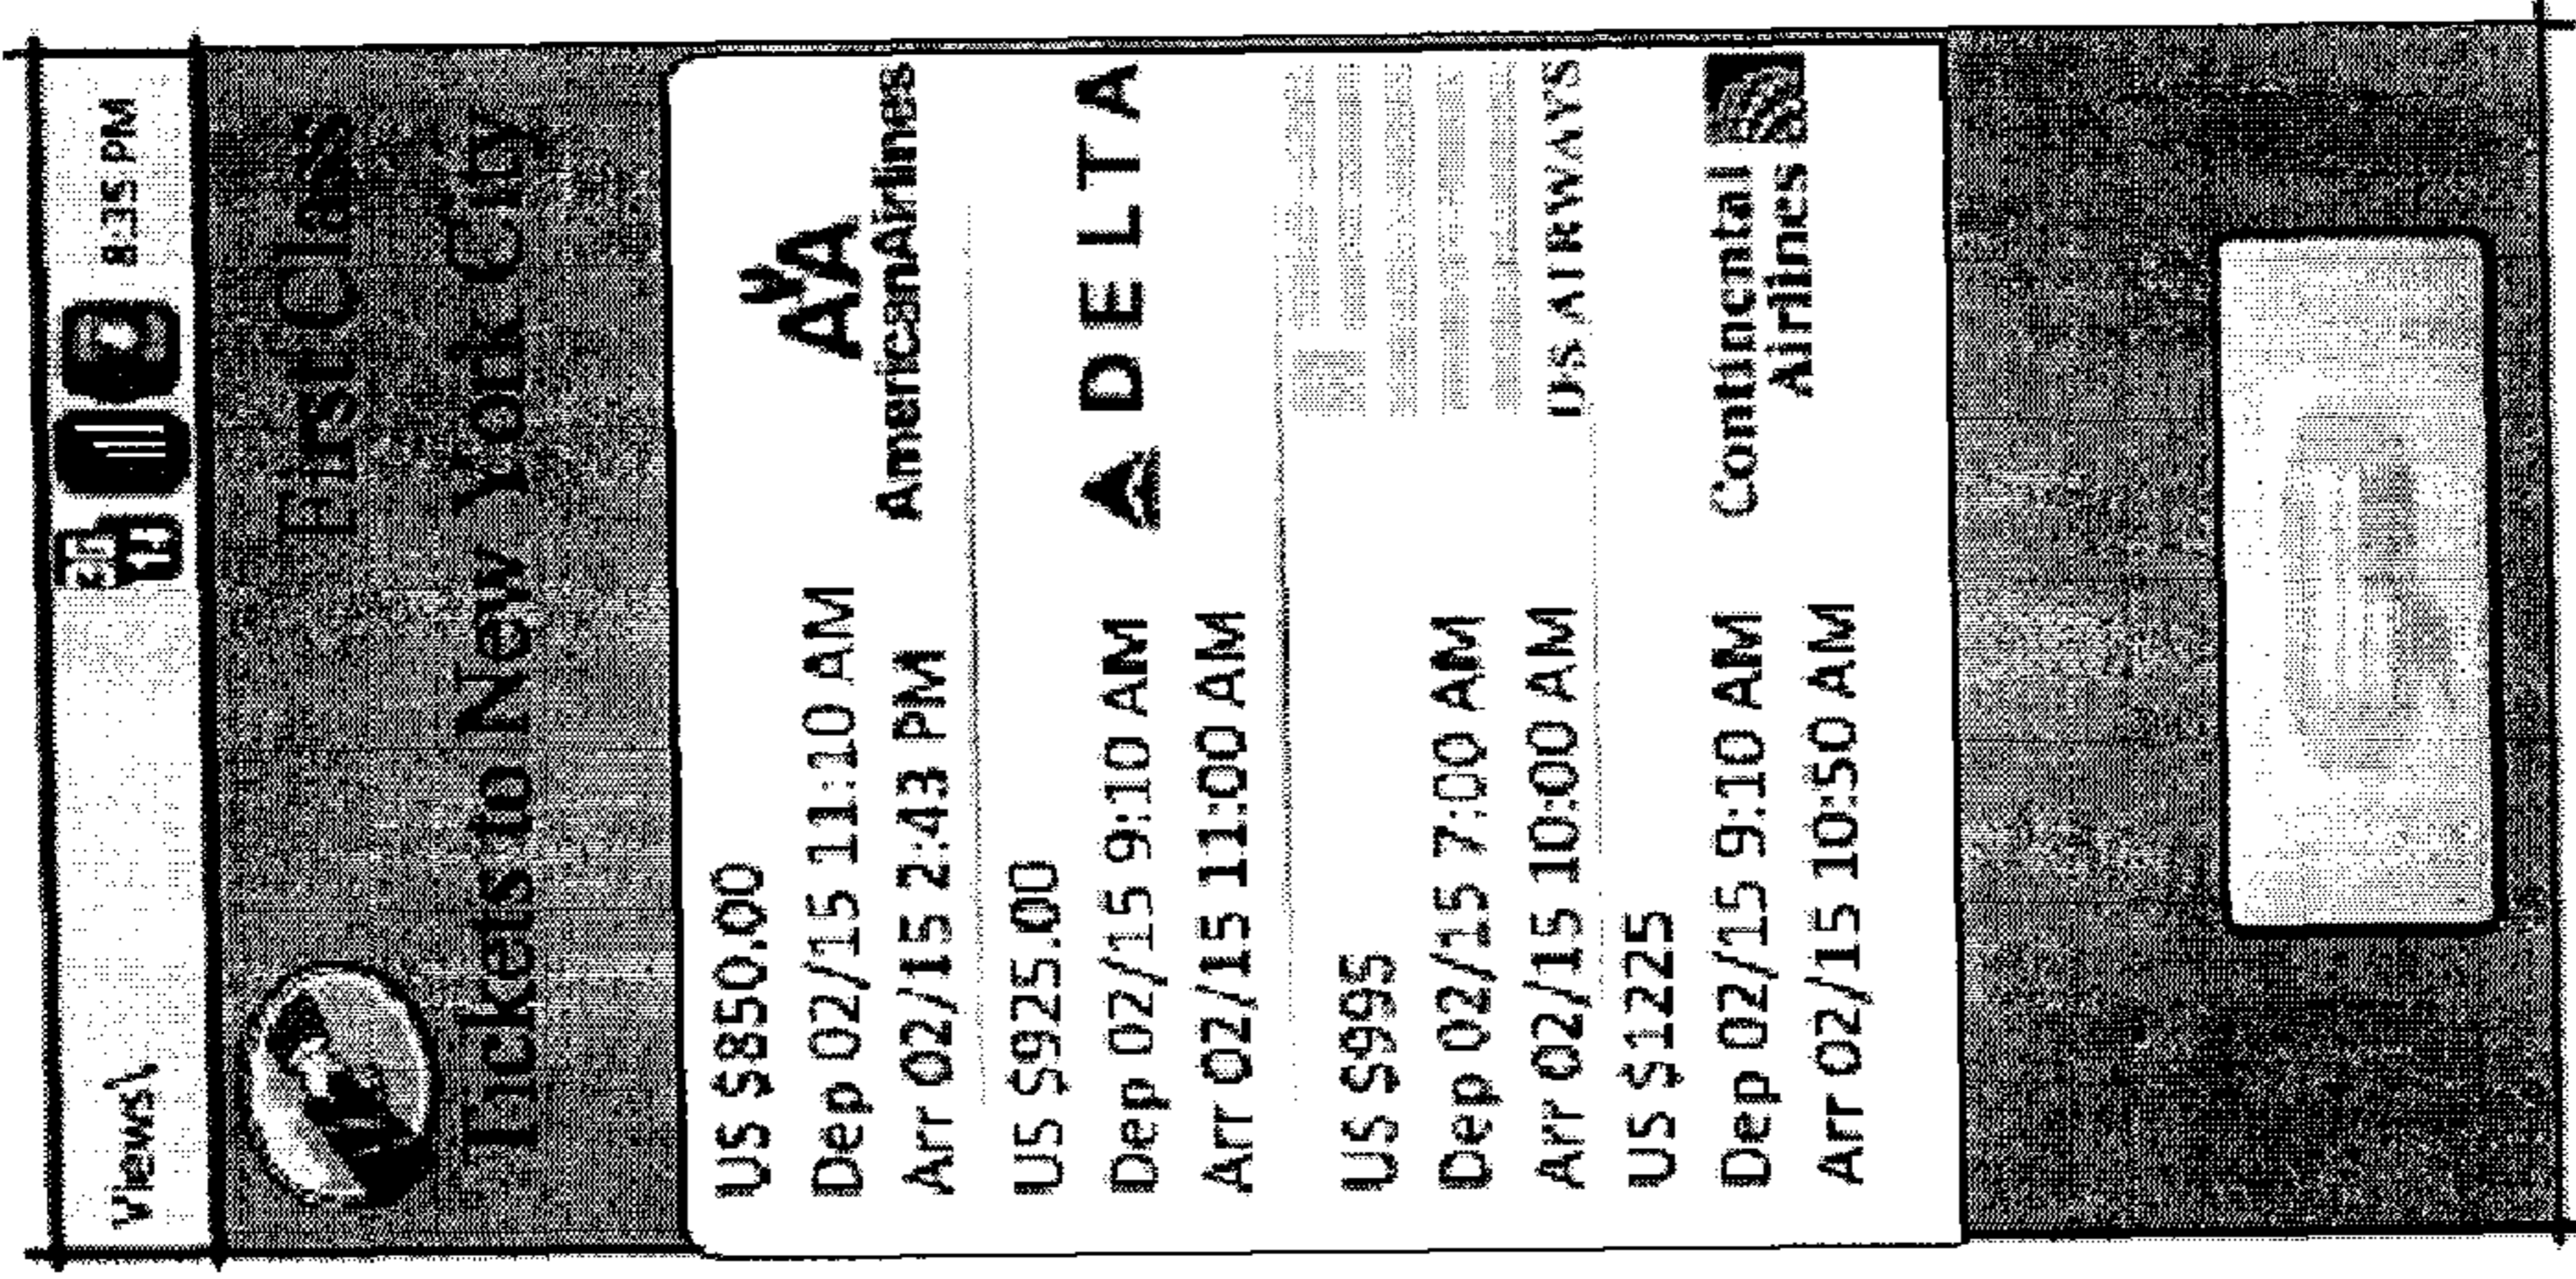 Views\ 8:35 PM
First Class
Tickets to New York City
US $850.00
Dep 02/15 11:10 AM
Arr 02/15 2:43 PM
AA
AmericanAirlines
US $925.00
Dep 02/15 9:10 AM
Arr 02/15 11:00 AM
DELTA
US $995
Dep 02/15 7:00 AM
Arr 02/15 10:00 AM
US AIRWAYS
US $1225
Dep 02/15 9:10 AM
Arr 02/15 10:50 AM
Continental
Airlines